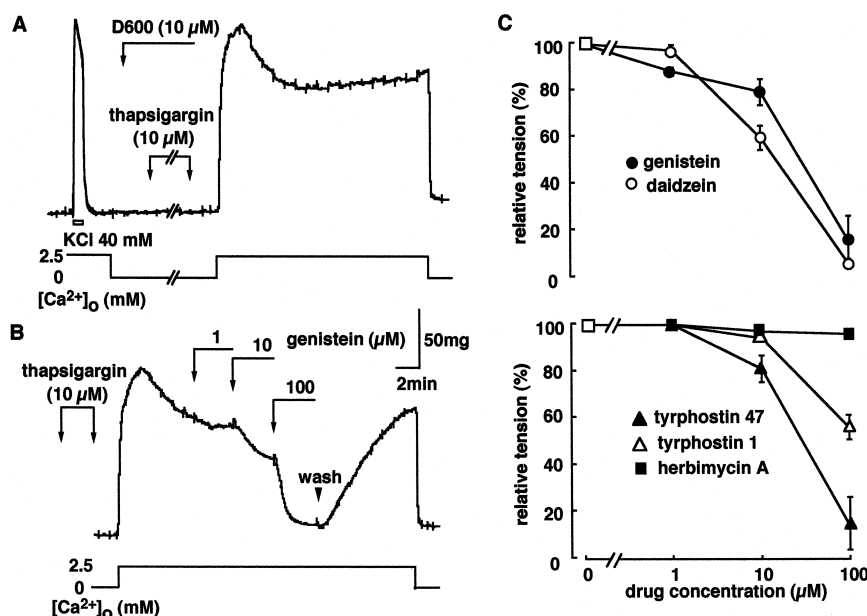 A
D600 (10 µM)
thapsigargin
(10 µM)
KCl 40 mM
2.5
0
[Ca2+]o (mM)
B
thapsigargin
(10 µM)
1
10
genistein (µM)
100
wash
50mg
2min
2.5
0
[Ca2+]o (mM)
C
relative tension (%)
100
80
60
40
20
0
genistein
daidzein
relative tension (%)
100
80
60
40
20
0
tyrphostin 47
tyrphostin 1
herbimycin A
0
1
10
100
drug concentration (µM)